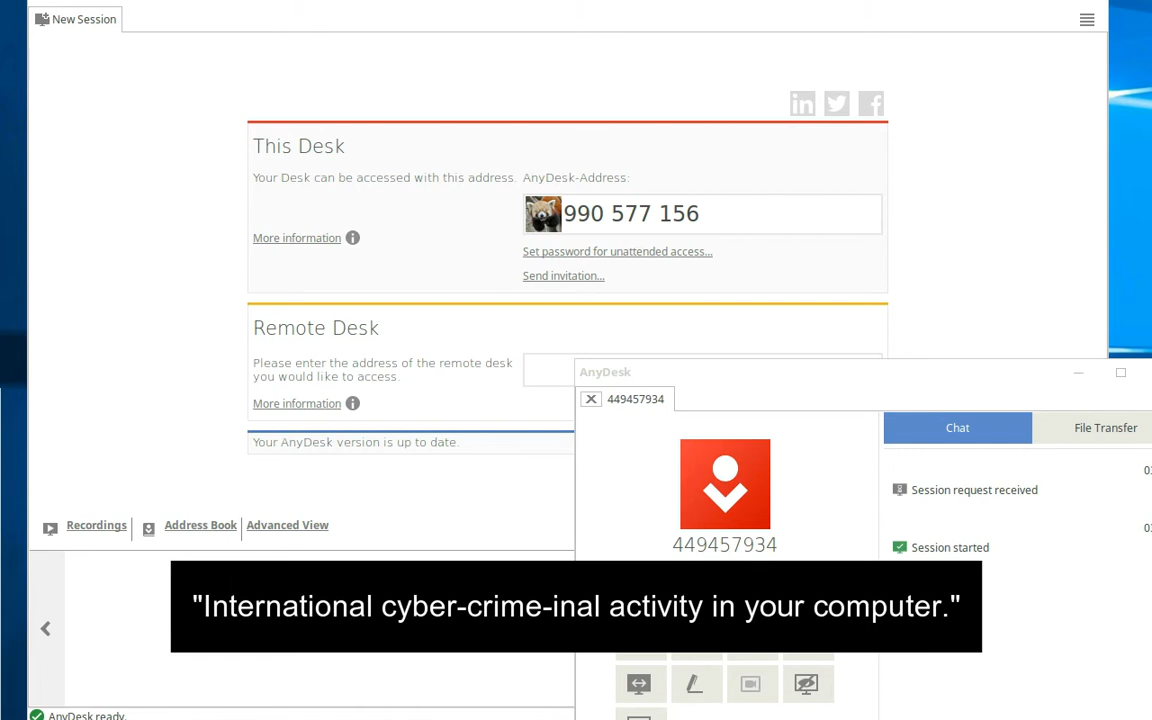 New Session
This Desk
Your Desk can be accessed with this address.
AnyDesk-Address:
990 577 156
More information
Set password for unattended access...
Send invitation...
Remote Desk
Please enter the address of the remote desk
you would like to access.
More information
Your AnyDesk version is up to date.
Recordings
Address Book
Advanced View
AnyDesk ready.
AnyDesk
449457934
Chat
File Transfer
03
Session request received
449457934
03
Session started
"International cyber-crime-inal activity in your computer."